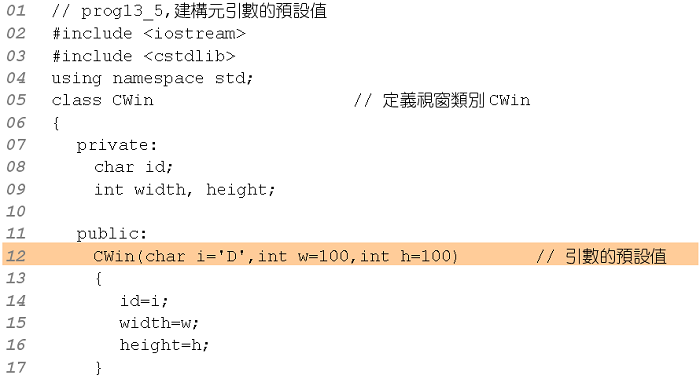 01 // prog13_5,建構元引數的預設值
02 #include <iostream>
03 #include <cstdlib>
04 using namespace std;
05 class CWin // 定義視窗類別 CWin
06 {
07 private:
08 char id;
09 int width, height;
10
11 public:
12 CWin(char i='D',int w=100,int h=100) // 引數的預設值
13 {
14 id=i;
15 width=w;
16 height=h;
17 }